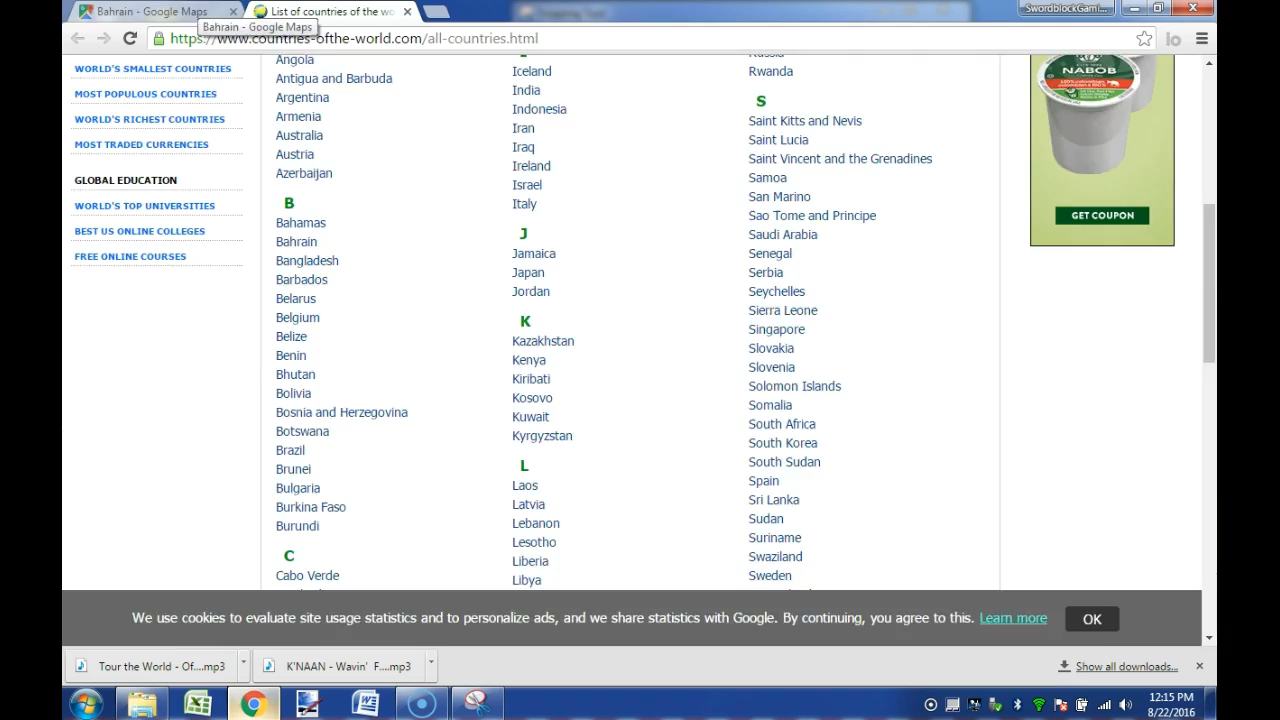 Bahrain - Google Maps
List of countries of the wo
SwordblockGami...
Bahrain - Google Maps
https://www.countries-ofthe-world.com/all-countries.html
WORLD'S SMALLEST COUNTRIES
MOST POPULOUS COUNTRIES
WORLD'S RICHEST COUNTRIES
MOST TRADED CURRENCIES
GLOBAL EDUCATION
WORLD'S TOP UNIVERSITIES
BEST US ONLINE COLLEGES
FREE ONLINE COURSES
Angola
Antigua and Barbuda
Argentina
Armenia
Australia
Austria
Azerbaijan
B
Bahamas
Bahrain
Bangladesh
Barbados
Belarus
Belgium
Belize
Benin
Bhutan
Bolivia
Bosnia and Herzegovina
Botswana
Brazil
Brunei
Bulgaria
Burkina Faso
Burundi
C
Cabo Verde
Iceland
India
Indonesia
Iran
Iraq
Ireland
Israel
Italy
J
Jamaica
Japan
Jordan
K
Kazakhstan
Kenya
Kiribati
Kosovo
Kuwait
Kyrgyzstan
L
Laos
Latvia
Lebanon
Lesotho
Liberia
Libya
Russia
Rwanda
S
Saint Kitts and Nevis
Saint Lucia
Saint Vincent and the Grenadines
Samoa
San Marino
Sao Tome and Principe
Saudi Arabia
Senegal
Serbia
Seychelles
Sierra Leone
Singapore
Slovakia
Slovenia
Solomon Islands
Somalia
South Africa
South Korea
South Sudan
Spain
Sri Lanka
Sudan
Suriname
Swaziland
Sweden
NABOB
GET COUPON
We use cookies to evaluate site usage statistics and to personalize ads, and we share statistics with Google. By continuing, you agree to this. Learn more
OK
Tour the World - Of....mp3
K'NAAN - Wavin' F....mp3
Show all downloads...
12:15 PM
8/22/2016